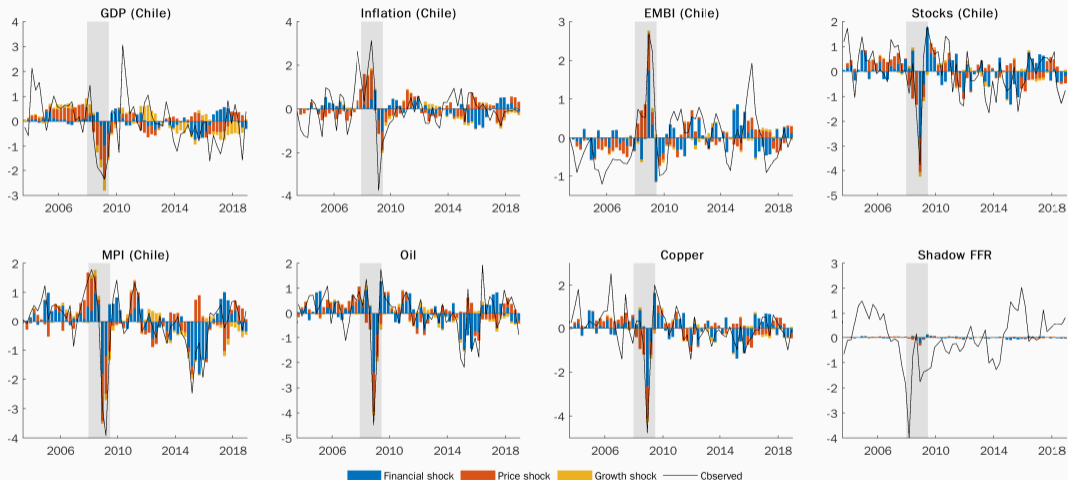 GDP (Chile) Inflation (Chile) EMBI (Chile) Stocks (Chile)
4 4 3 2
3 1
2 2 2 0
1 1 -1
0 0 -2
-1 -2 0 -3
-2 -1 -4
-3 -4 -5
2006 2010 2014 2018 2006 2010 2014 2018 2006 2010 2014 2018 2006 2010 2014 2018
MPI (Chile) Oil Copper Shadow FFR
2 2 3
1 1 2 2
0 0 1
-1 -1 0 0
-2 -2 -2 -1
-3 -3 -2
-4 -4 -3
-4 -5 -4
2006 2010 2014 2018 2006 2010 2014 2018 2006 2010 2014 2018 2006 2010 2014 2018
Financial shock Price shock Growth shock Observed